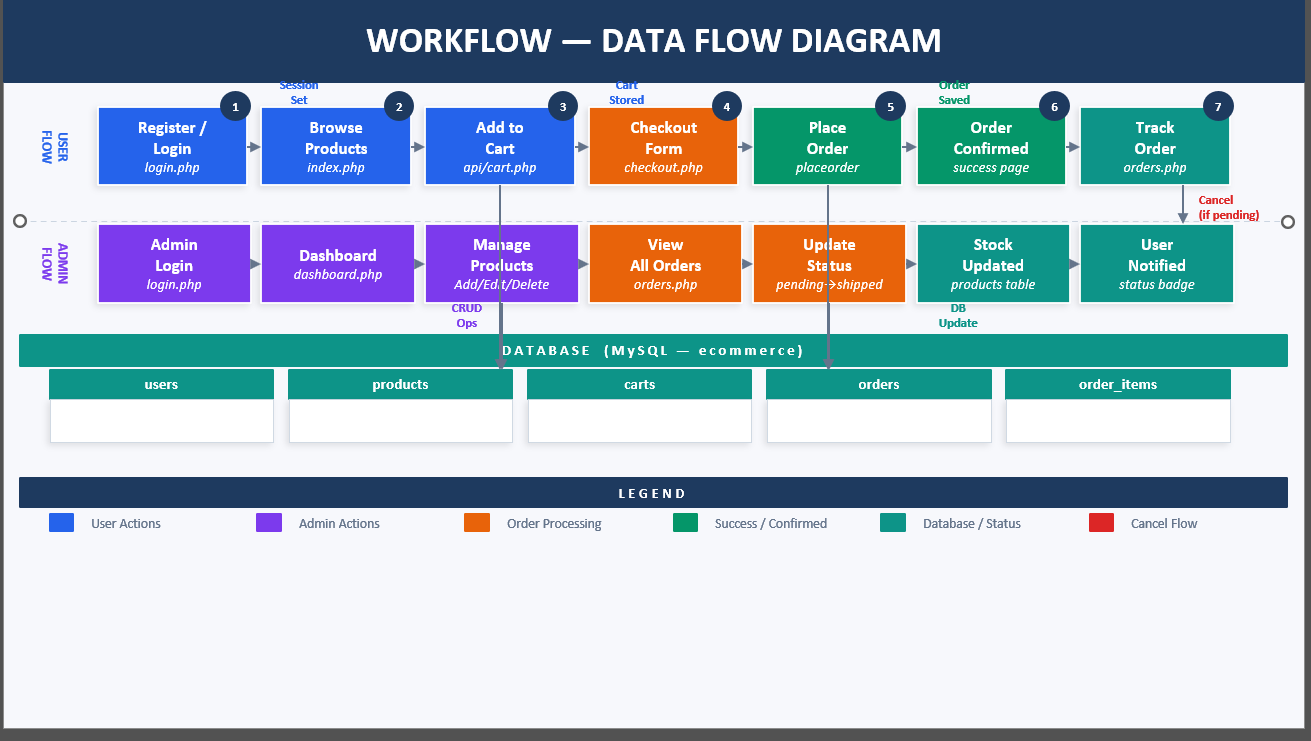 WORKFLOW — DATA FLOW DIAGRAM
Session
Set
Cart
Stored
Order
Saved
1
2
3
4
5
6
7
USER
FLOW
Register /
Login
login.php
Browse
Products
index.php
Add to
Cart
api/cart.php
Checkout
Form
checkout.php
Place
Order
placeorder
Order
Confirmed
success page
Track
Order
orders.php
Cancel
(if pending)
ADMIN
FLOW
Admin
Login
login.php
Dashboard
dashboard.php
Manage
Products
Add/Edit/Delete
View
All Orders
orders.php
Update
Status
pending→shipped
Stock
Updated
products table
User
Notified
status badge
CRUD
Ops
DB
Update
DATABASE (MySQL — ecommerce)
users
products
carts
orders
order_items
LEGEND
User Actions
Admin Actions
Order Processing
Success / Confirmed
Database / Status
Cancel Flow